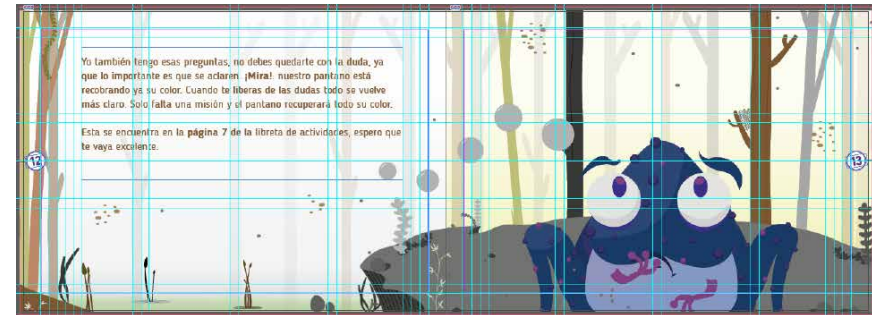 Yo también tengo esas preguntas, no debes quedarte con la duda, ya
que lo importante es que se aclaren. ¡Mira!, nuestro pantano está
recobrando ya su color. Cuando te liberas de las dudas todo se vuelve
más claro. Solo falta una misión y el pantano recuperará todo su color.
Esta se encuentra en la página 7 de la libreta de actividades, espero que
te vaya excelente.
12
13